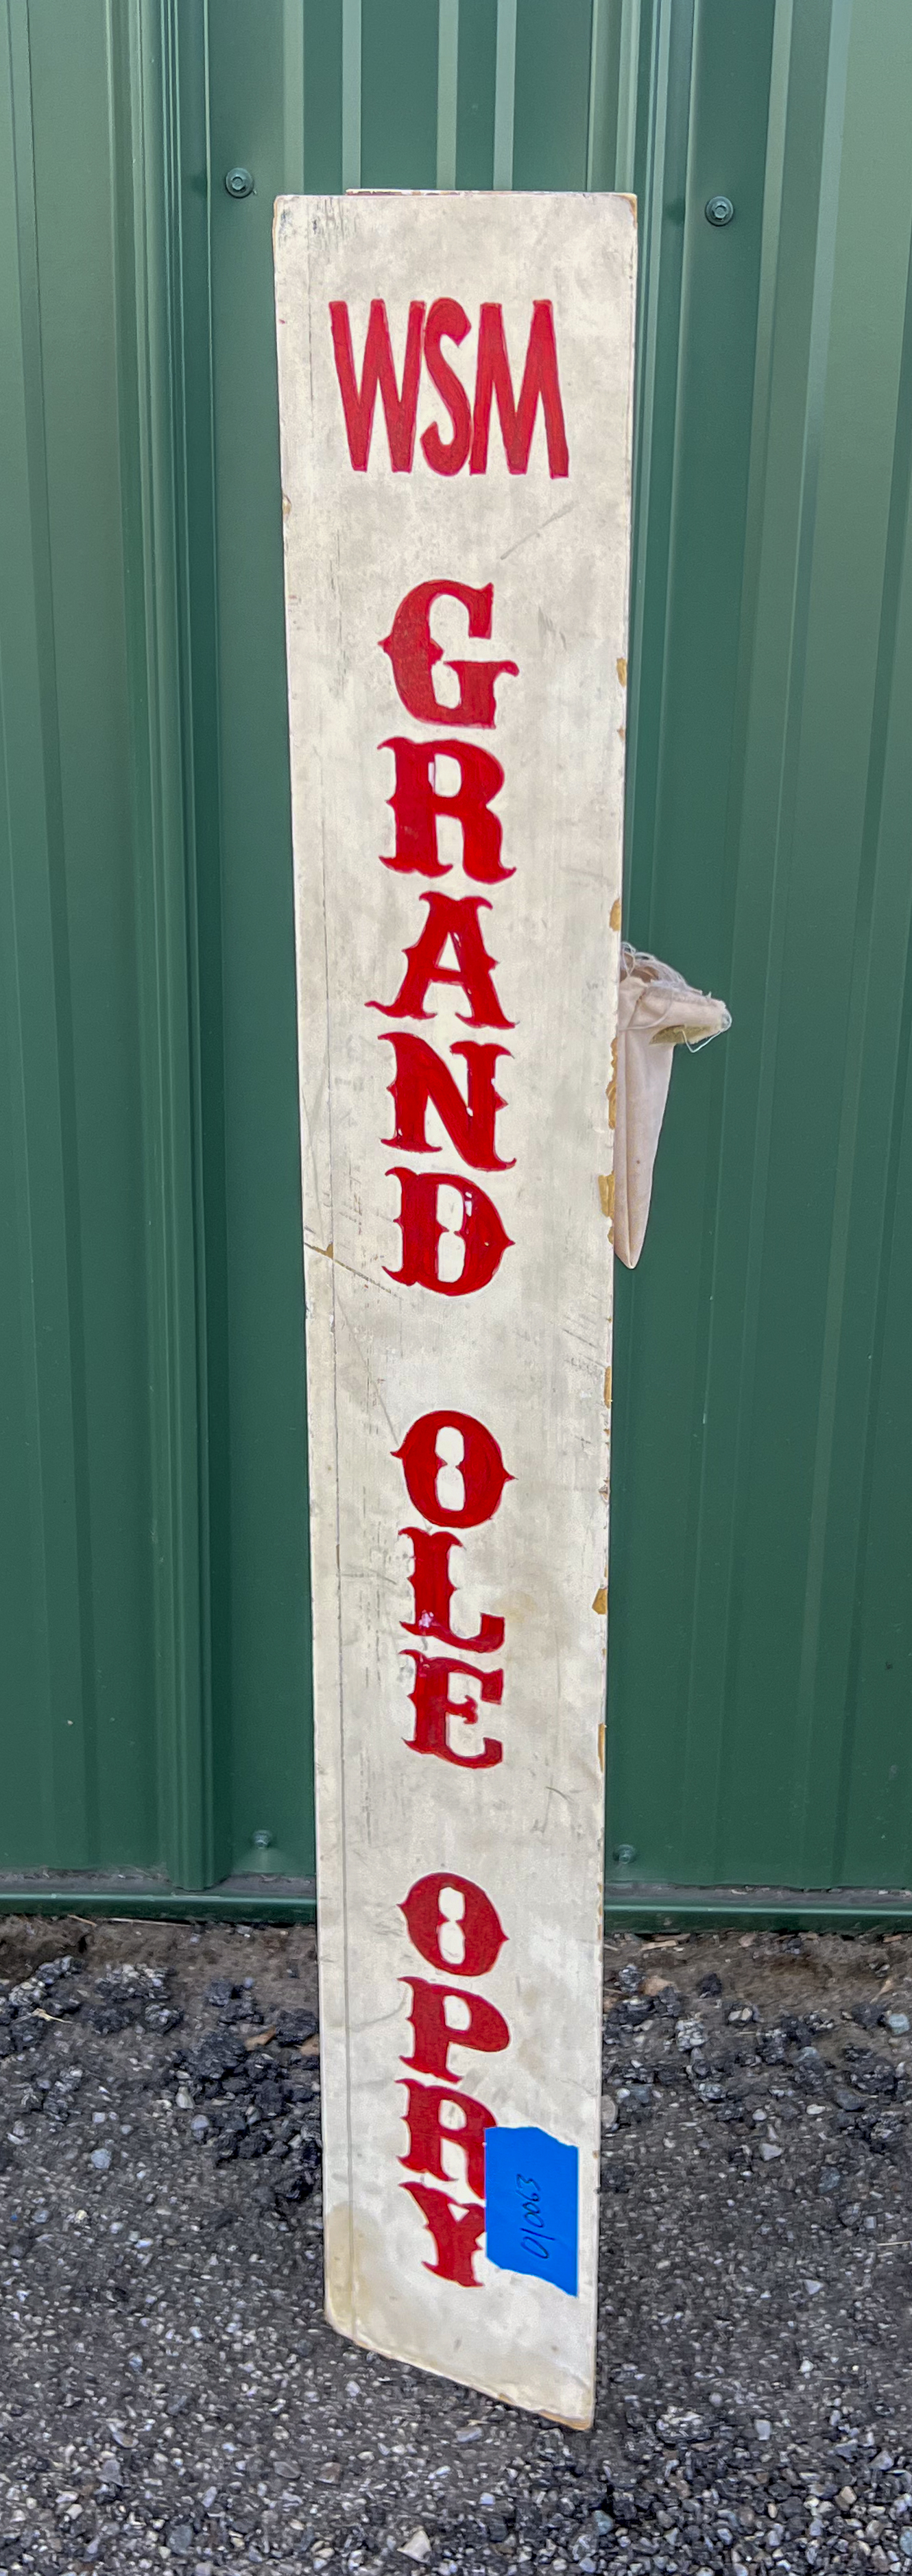 WSM
GRAND
OLE
OPRY
010063